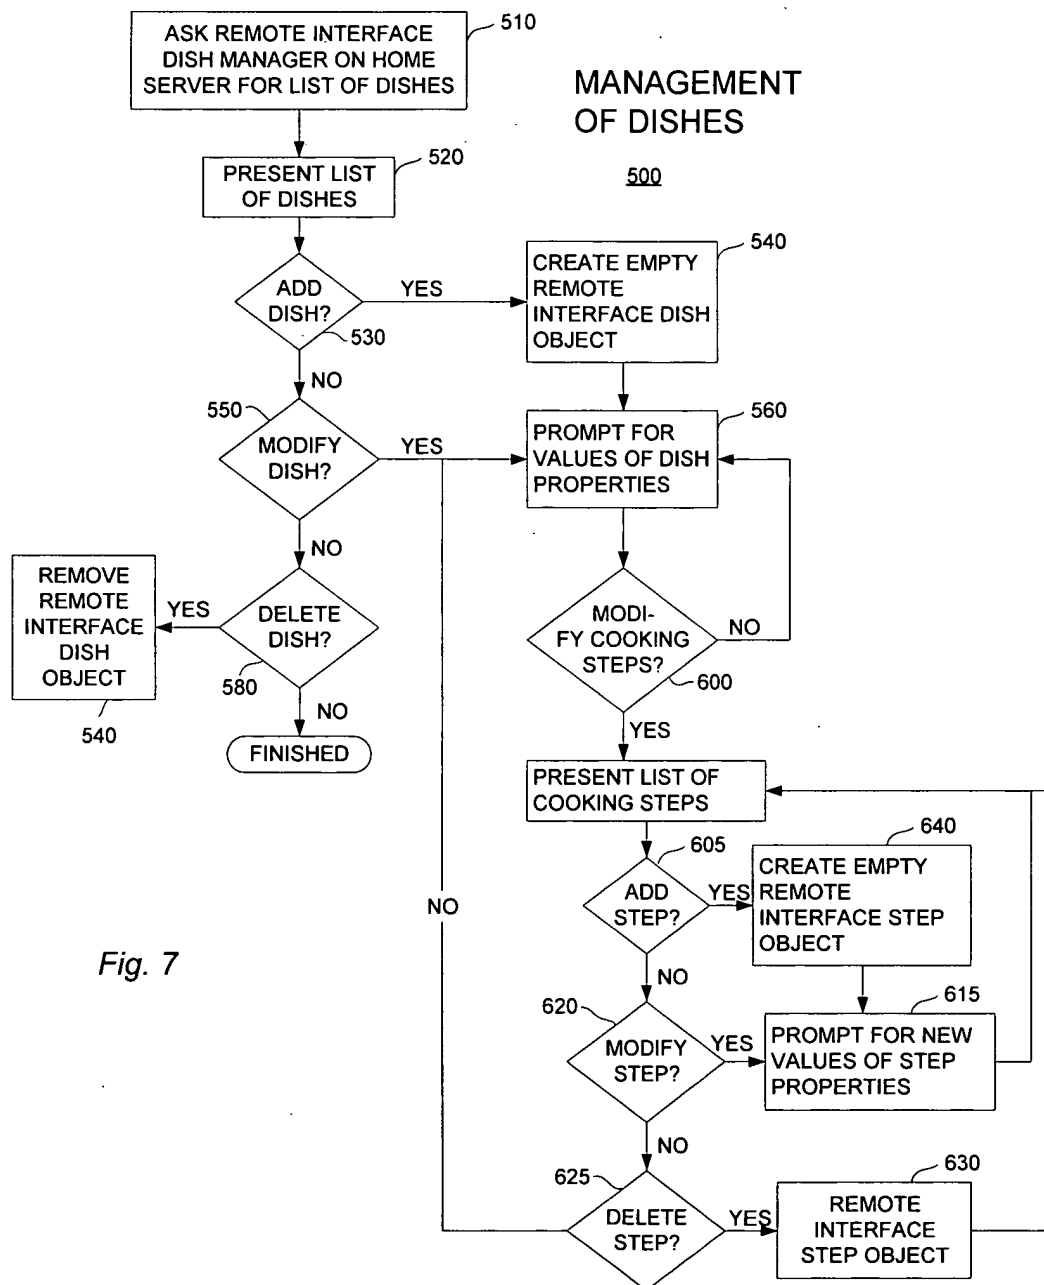 ASK REMOTE INTERFACE
DISH MANAGER ON HOME
SERVER FOR LIST OF DISHES
510
MANAGEMENT
OF DISHES
500
PRESENT LIST
OF DISHES
520
ADD
DISH?
530
YES
NO
CREATE EMPTY
REMOTE
INTERFACE DISH
OBJECT
540
550
MODIFY
DISH?
YES
NO
PROMPT FOR
VALUES OF DISH
PROPERTIES
560
REMOVE
REMOTE
INTERFACE
DISH
OBJECT
540
YES
DELETE
DISH?
580
NO
FINISHED
MODI-
FY COOKING
STEPS?
600
NO
YES
PRESENT LIST OF
COOKING STEPS
605
ADD
STEP?
YES
NO
640
CREATE EMPTY
REMOTE
INTERFACE STEP
OBJECT
NO
Fig. 7
620
MODIFY
STEP?
YES
NO
615
PROMPT FOR NEW
VALUES OF STEP
PROPERTIES
625
DELETE
STEP?
YES
630
REMOTE
INTERFACE
STEP OBJECT